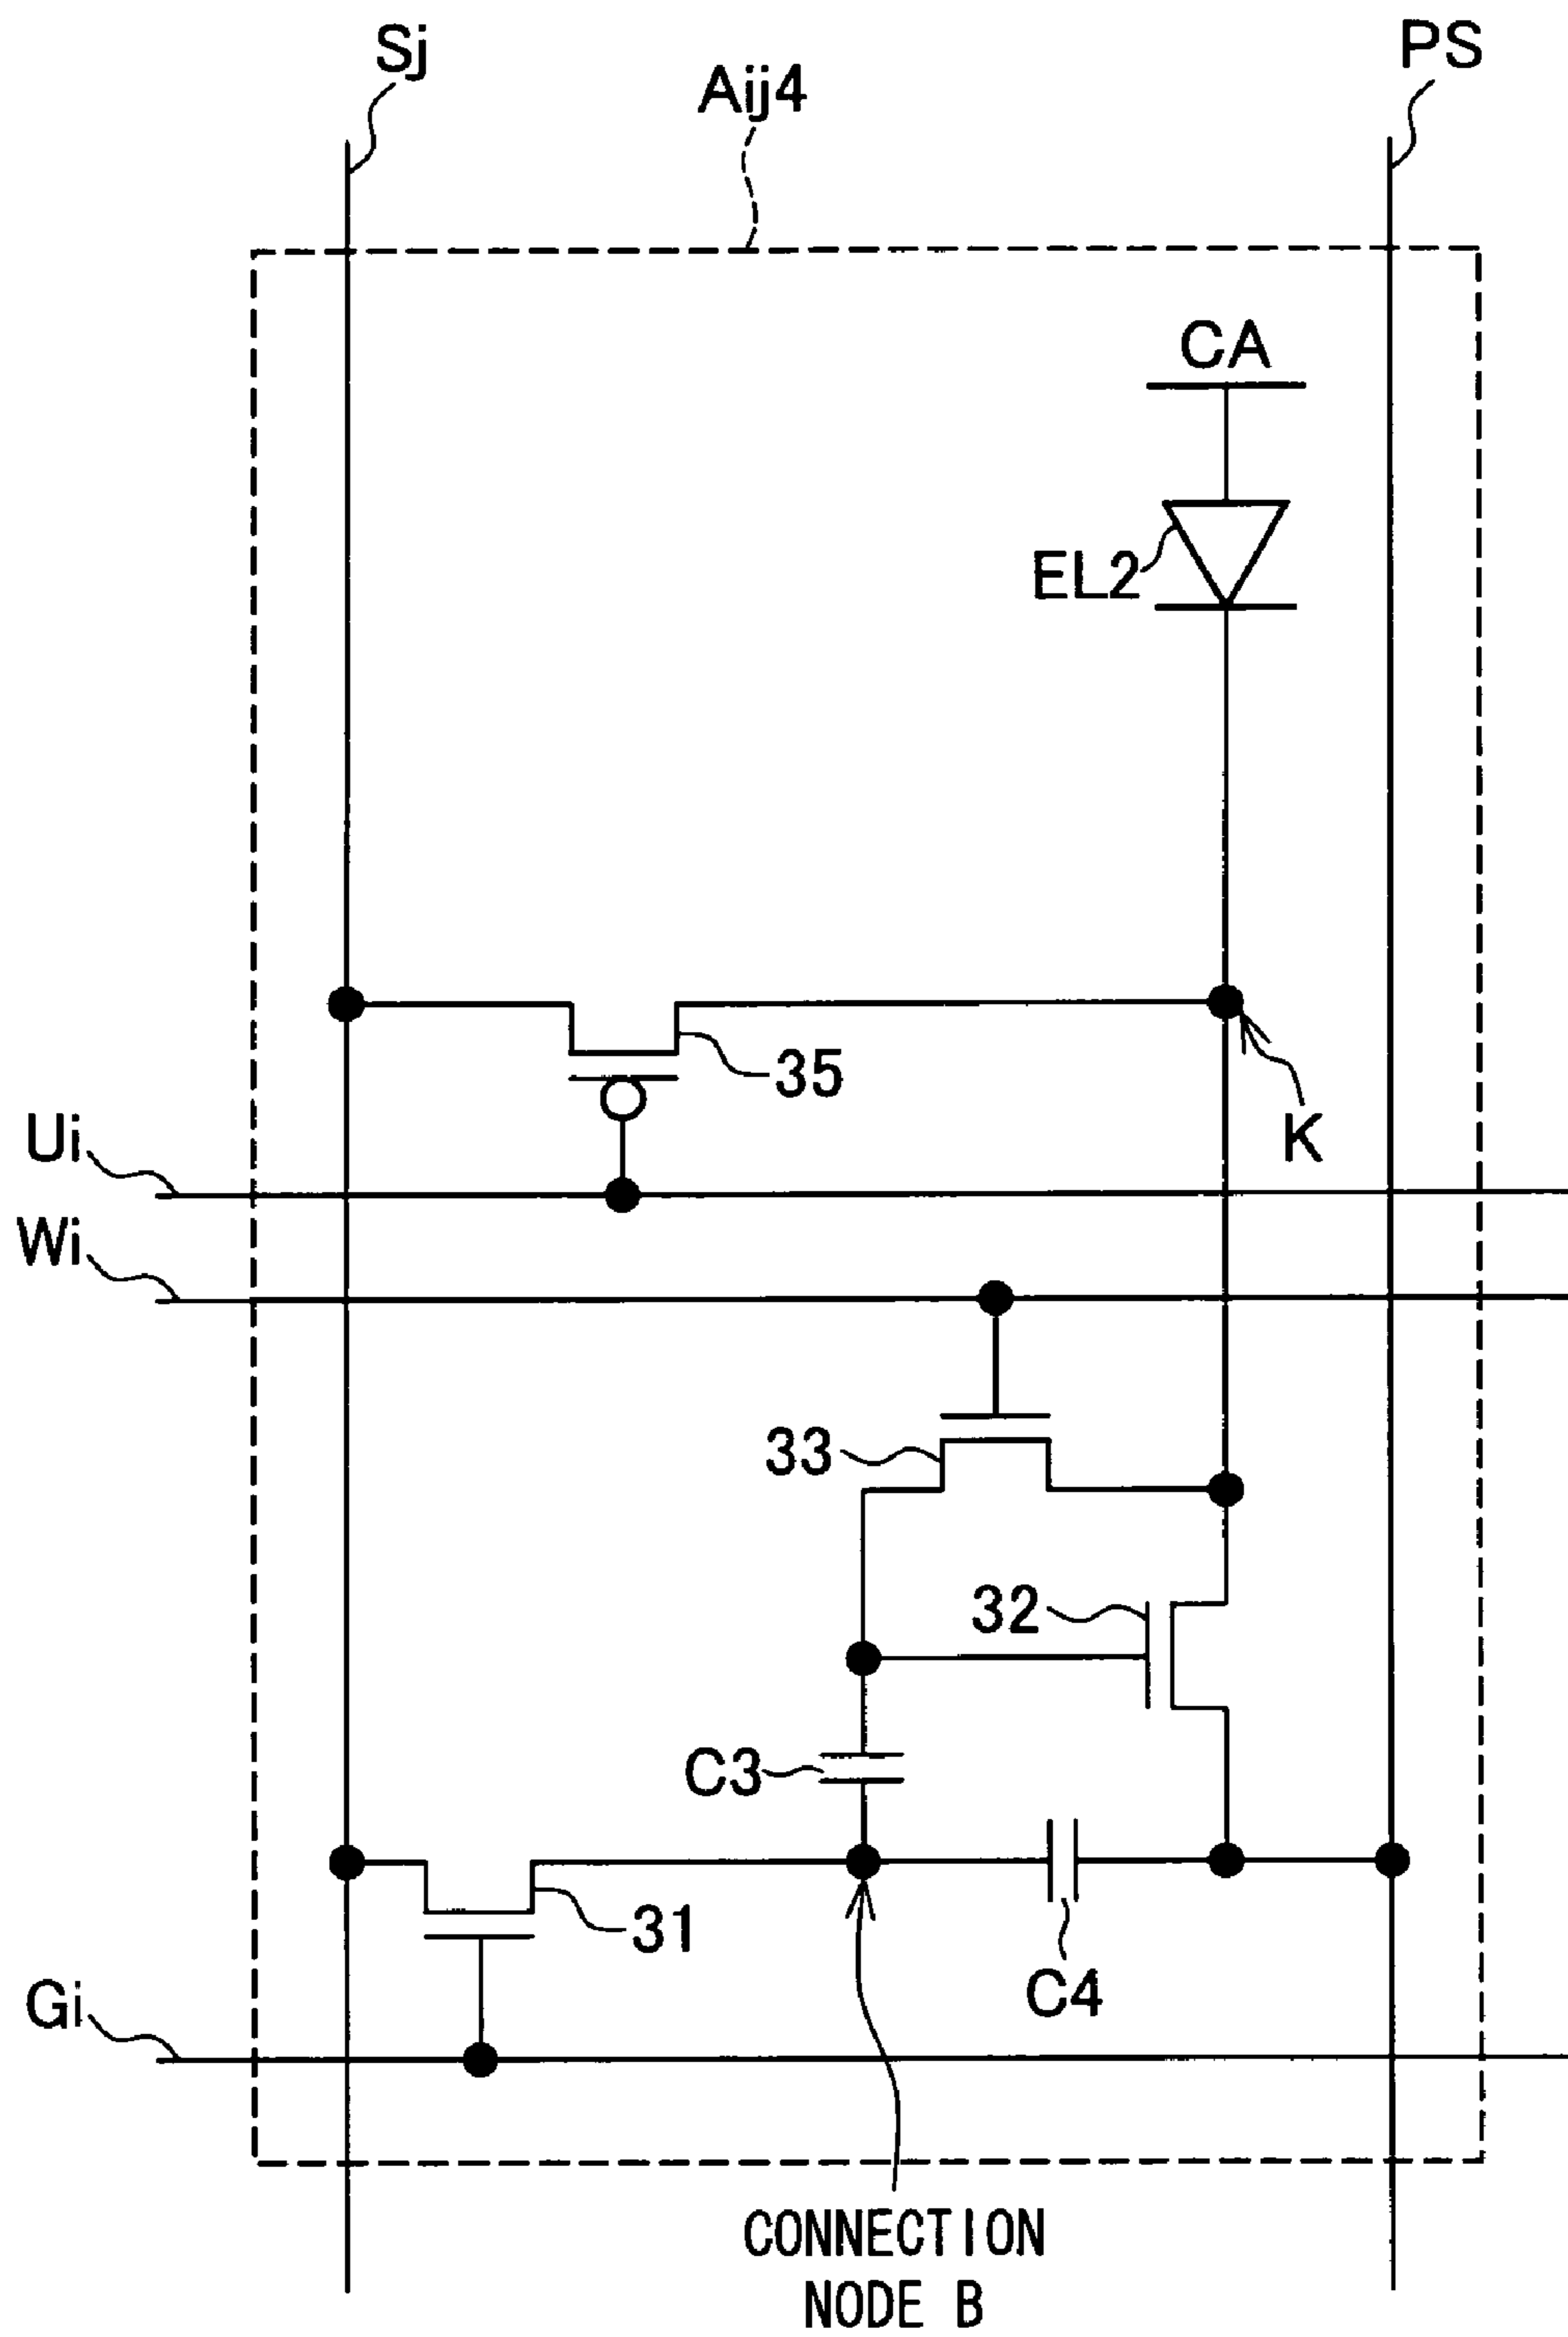 Sj
PS
Aij4
CA
EL2
35
K
Ui
Wi
33
32
C3
31
C4
Gi
CONNECTION
NODE B